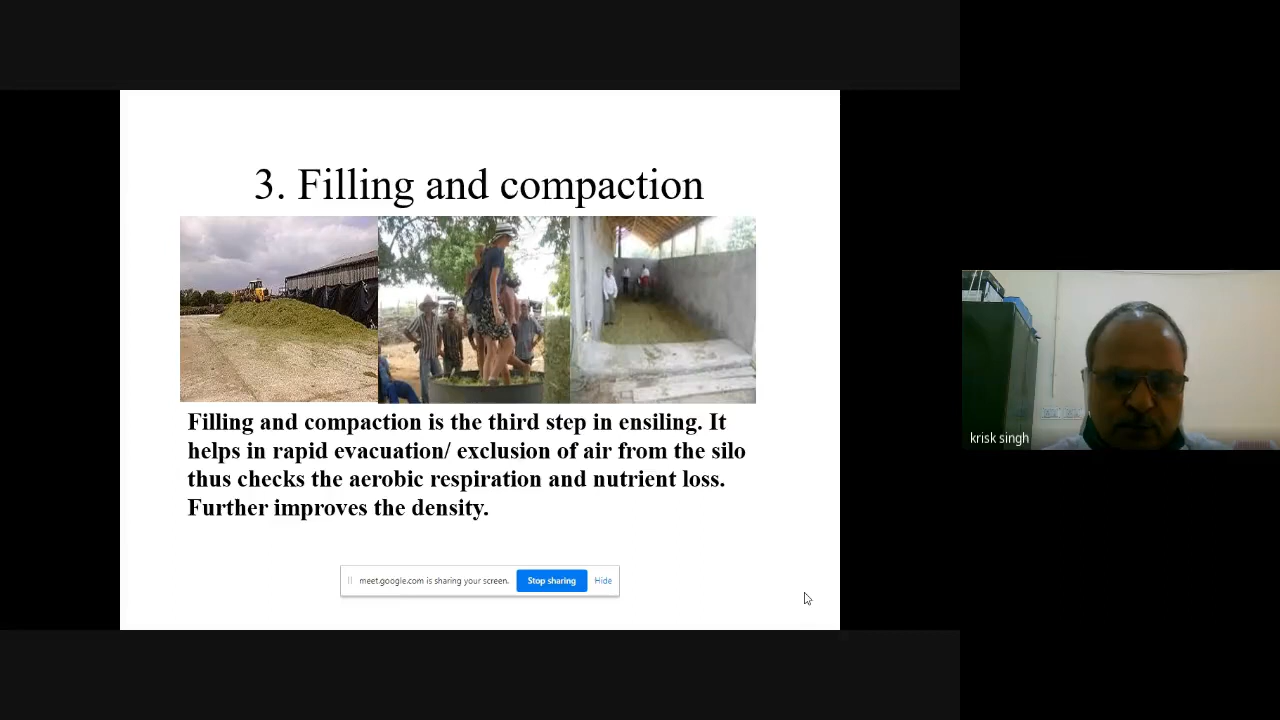 3. Filling and compaction
Filling and compaction is the third step in ensiling. It
helps in rapid evacuation/ exclusion of air from the silo
thus checks the aerobic respiration and nutrient loss.
Further improves the density.
meet.google.com is sharing your screen. Stop sharing Hide
krisk singh